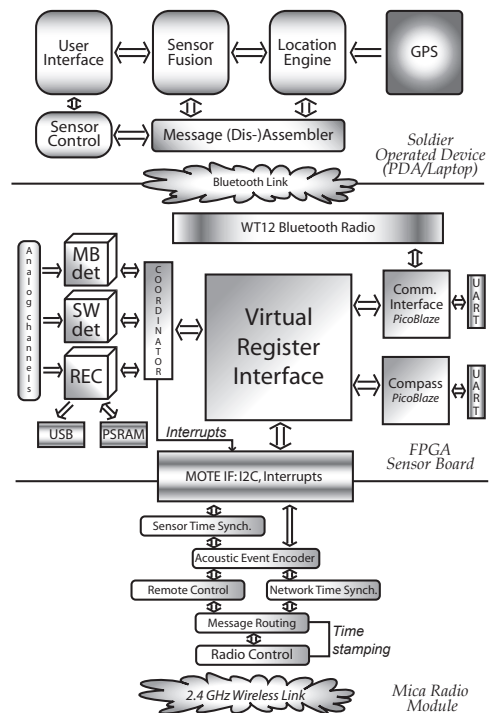 User
Interface
Sensor
Fusion
Location
Engine
GPS
Sensor
Control
Message (Dis-)Assembler
Soldier
Operated Device
(PDA/Laptop)
Bluetooth Link
WT12 Bluetooth Radio
Analog channels
MB
det
SW
det
REC
COORDINATOR
Virtual
Register
Interface
Comm.
Interface
PicoBlaze
UART
Compass
PicoBlaze
UART
USB
PSRAM
Interrupts
FPGA
Sensor Board
MOTE IF: I2C, Interrupts
Sensor Time Synch.
Acoustic Event Encoder
Remote Control
Network Time Synch.
Message Routing
Time
stamping
Radio Control
2.4 GHz Wireless Link
Mica Radio
Module